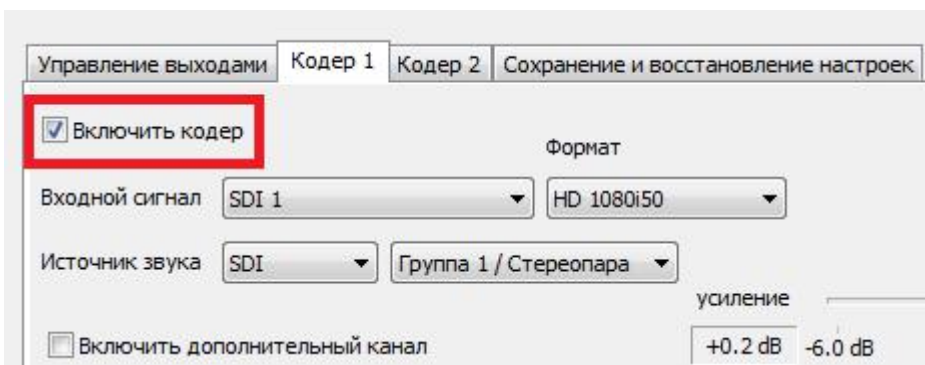 Управление выходами Кодер 1 Кодер 2 Сохранение и восстановление настроек
Включить кодер
Формат
Входной сигнал SDI 1 HD 1080i50
Источник звука SDI Группа 1 / Стереопара
усиление
Включить дополнительный канал +0.2 dB -6.0 dB